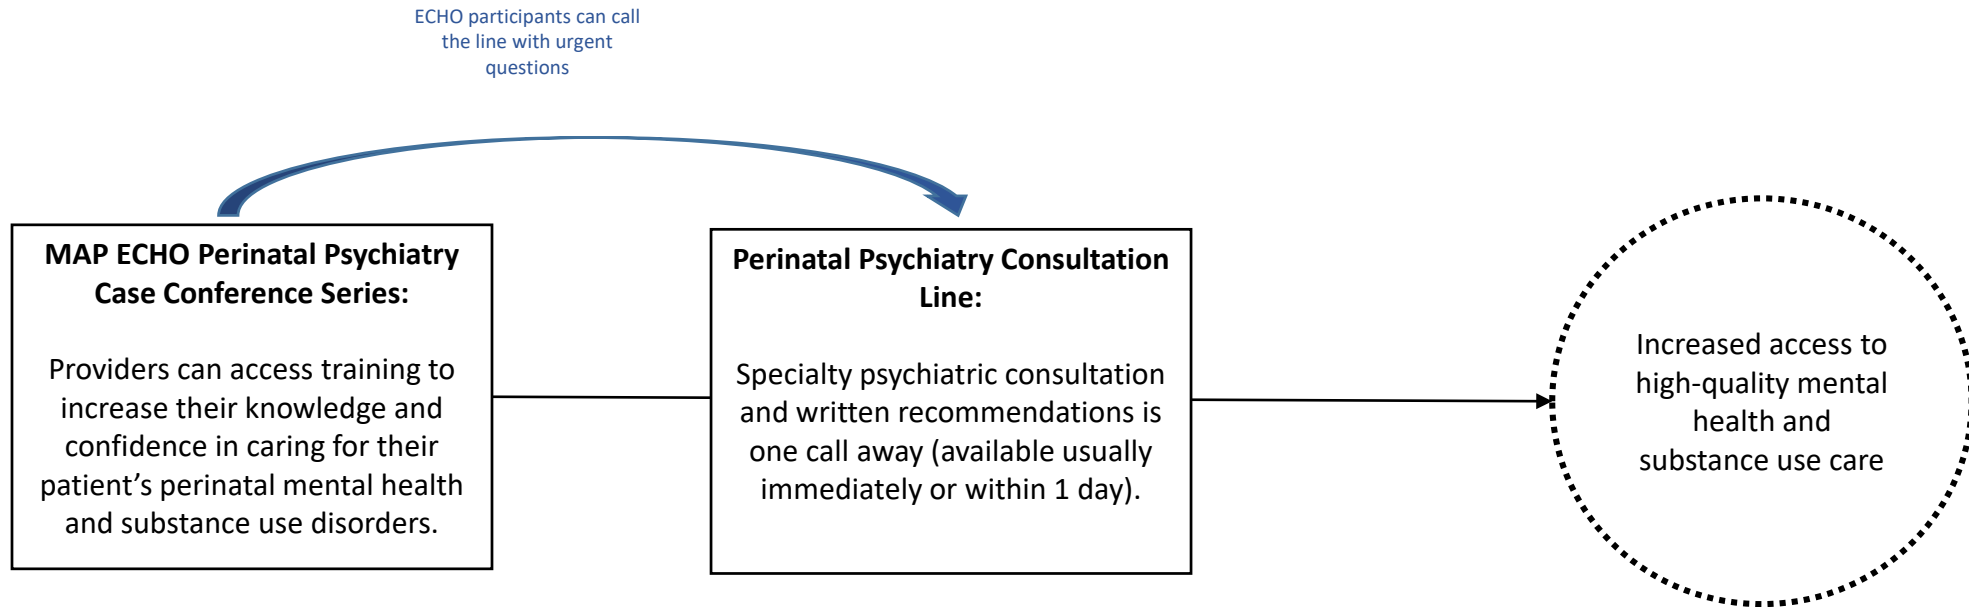 ECHO participants can call
the line with urgent
questions
MAP ECHO Perinatal Psychiatry
Case Conference Series:
Providers can access training to
increase their knowledge and
confidence in caring for their
patient’s perinatal mental health
and substance use disorders.
Perinatal Psychiatry Consultation
Line:
Specialty psychiatric consultation
and written recommendations is
one call away (available usually
immediately or within 1 day).
Increased access to
high-quality mental
health and
substance use care